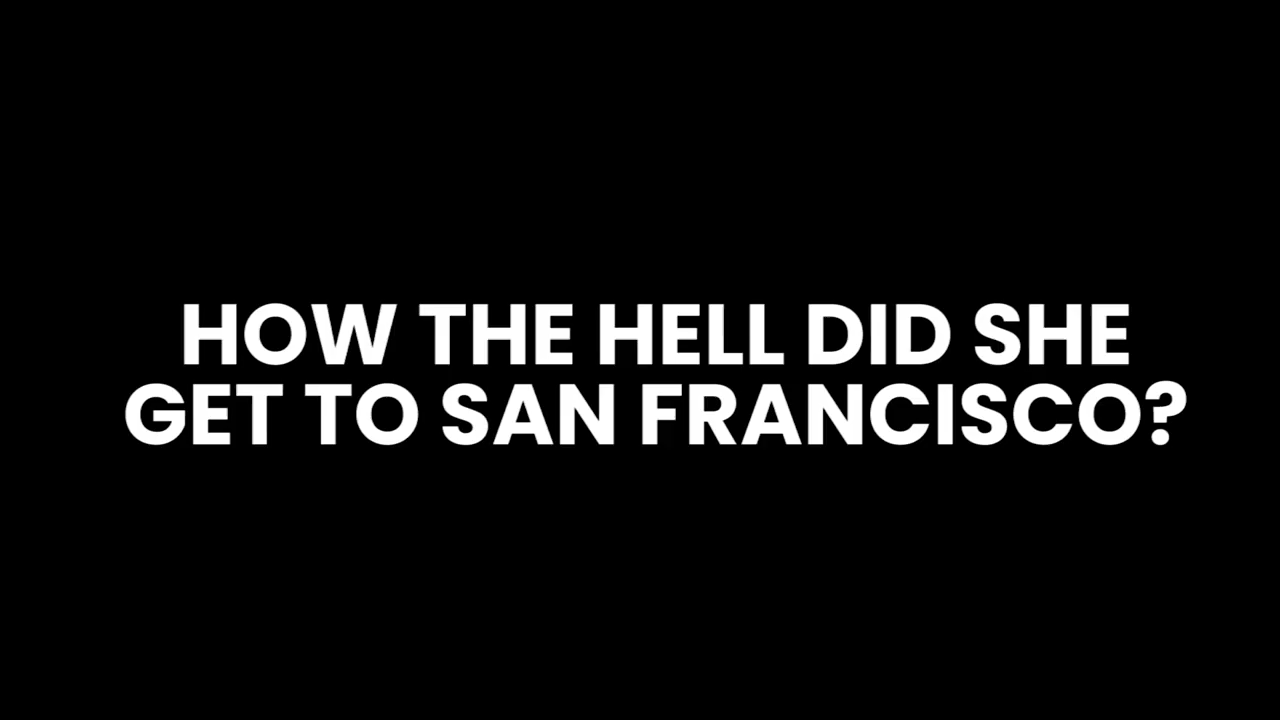 HOW THE HELL DID SHE
GET TO SAN FRANCISCO?